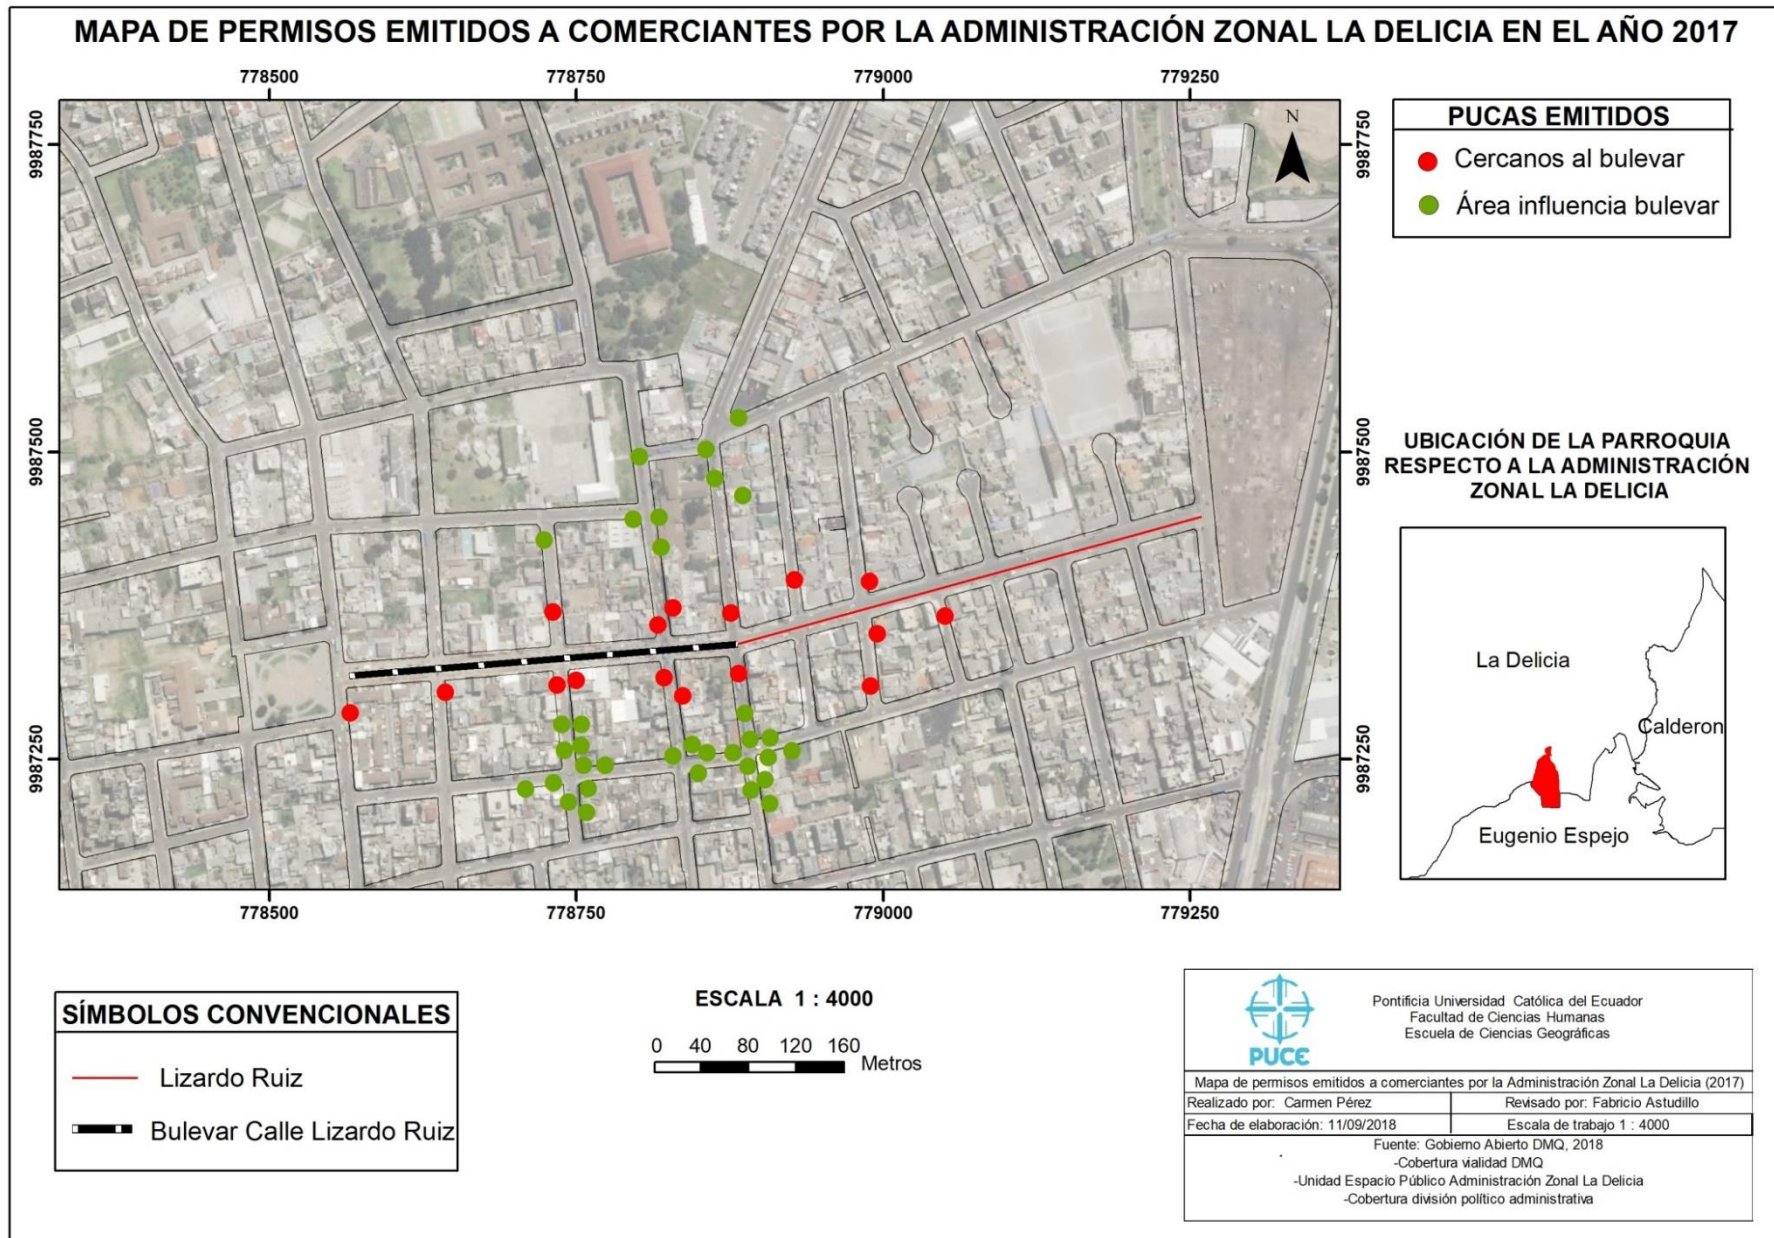 MAPA DE PERMISOS EMITIDOS A COMERCIANTES POR LA ADMINISTRACIÓN ZONAL LA DELICIA EN EL AÑO 2017
778500 778750 779000 779250
9987750
9987500
9987250
N
9987750
9987500
9987250
778500 778750 779000 779250
PUCAS EMITIDOS
Cercanos al bulevar
Área influencia bulevar
UBICACIÓN DE LA PARROQUIA
RESPECTO A LA ADMINISTRACIÓN
ZONAL LA DELICIA
La Delicia
Calderon
Eugenio Espejo
SÍMBOLOS CONVENCIONALES
Lizardo Ruiz
Bulevar Calle Lizardo Ruiz
ESCALA 1 : 4000
0 40 80 120 160
Metros
PUCE
Pontificia Universidad Católica del Ecuador
Facultad de Ciencias Humanas
Escuela de Ciencias Geográficas
Mapa de permisos emitidos a comerciantes por la Administración Zonal La Delicia (2017)
Realizado por: Carmen Pérez Revisado por: Fabricio Astudillo
Fecha de elaboración: 11/09/2018 Escala de trabajo 1 : 4000
Fuente: Gobierno Abierto DMQ, 2018
-Cobertura vialidad DMQ
-Unidad Espacio Público Administración Zonal La Delicia
-Cobertura división político administrativa